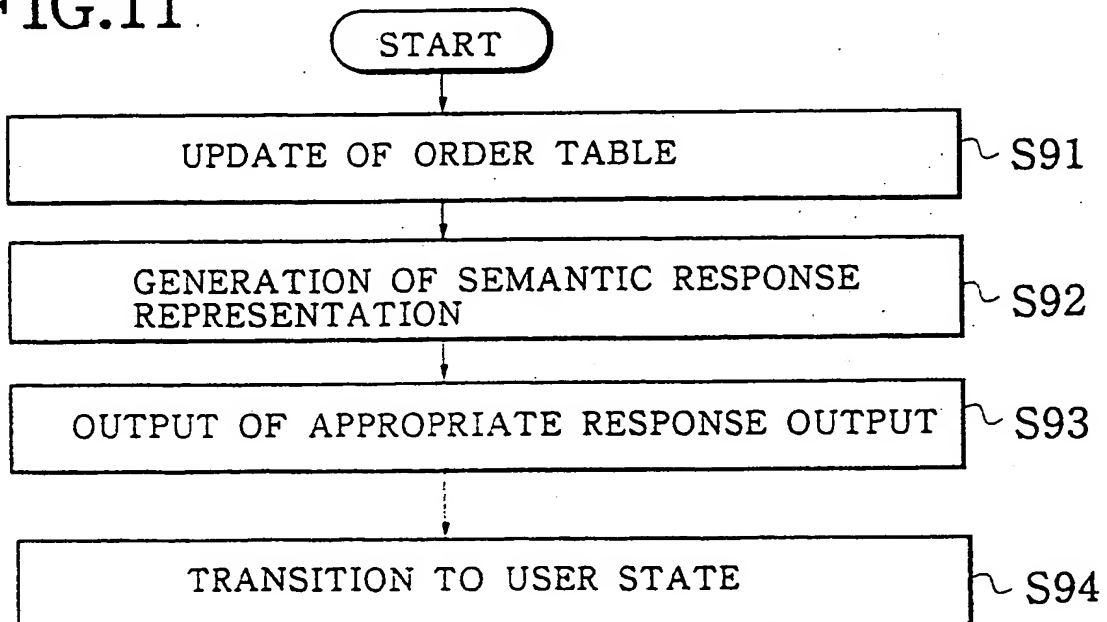 FIG.11
START
UPDATE OF ORDER TABLE
S91
GENERATION OF SEMANTIC RESPONSE
REPRESENTATION
S92
OUTPUT OF APPROPRIATE RESPONSE OUTPUT
S93
TRANSITION TO USER STATE
S94